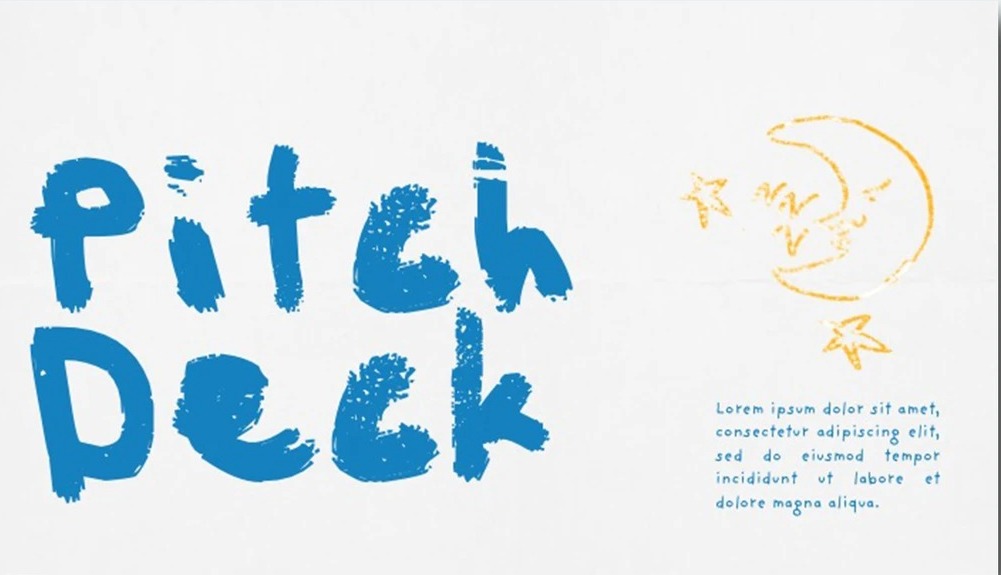 Pitch
Deck
Lorem ipsum dolor sit amet,
consectetur adipiscing elit,
sed do eiusmod tempor
incididunt ut labore et
dolore magna aliqua.